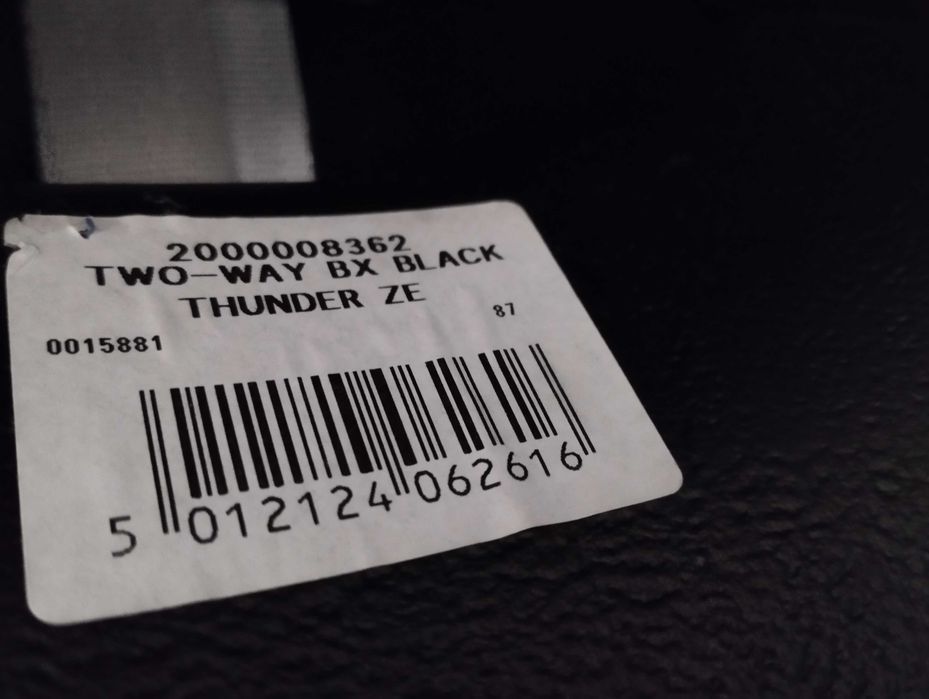 2000008362
TWO-WAY BX BLACK
THUNDER ZE
87
0015881
5 012124 062616